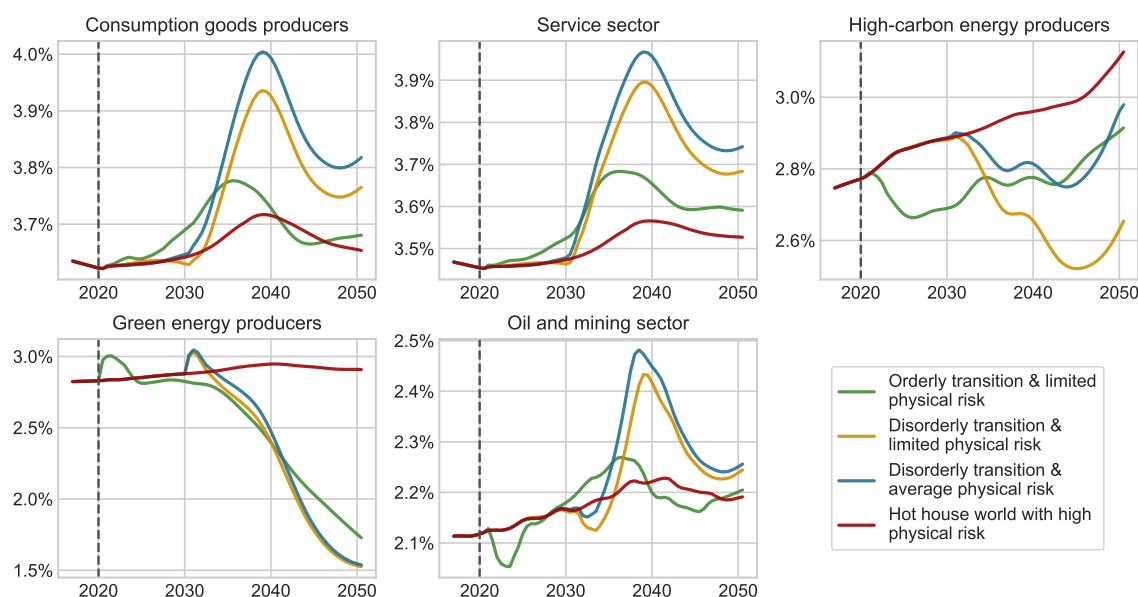 Consumption goods producers
4.0%
3.9%
3.8%
3.7%
2020 2030 2040 2050
Service sector
3.9%
3.8%
3.7%
3.6%
3.5%
2020 2030 2040 2050
High-carbon energy producers
3.0%
2.8%
2.6%
2020 2030 2040 2050
Green energy producers
3.0%
2.5%
2.0%
1.5%
2020 2030 2040 2050
Oil and mining sector
2.5%
2.4%
2.3%
2.2%
2.1%
2020 2030 2040 2050
Orderly transition & limited
physical risk
Disorderly transition &
limited physical risk
Disorderly transition &
average physical risk
Hot house world with high
physical risk